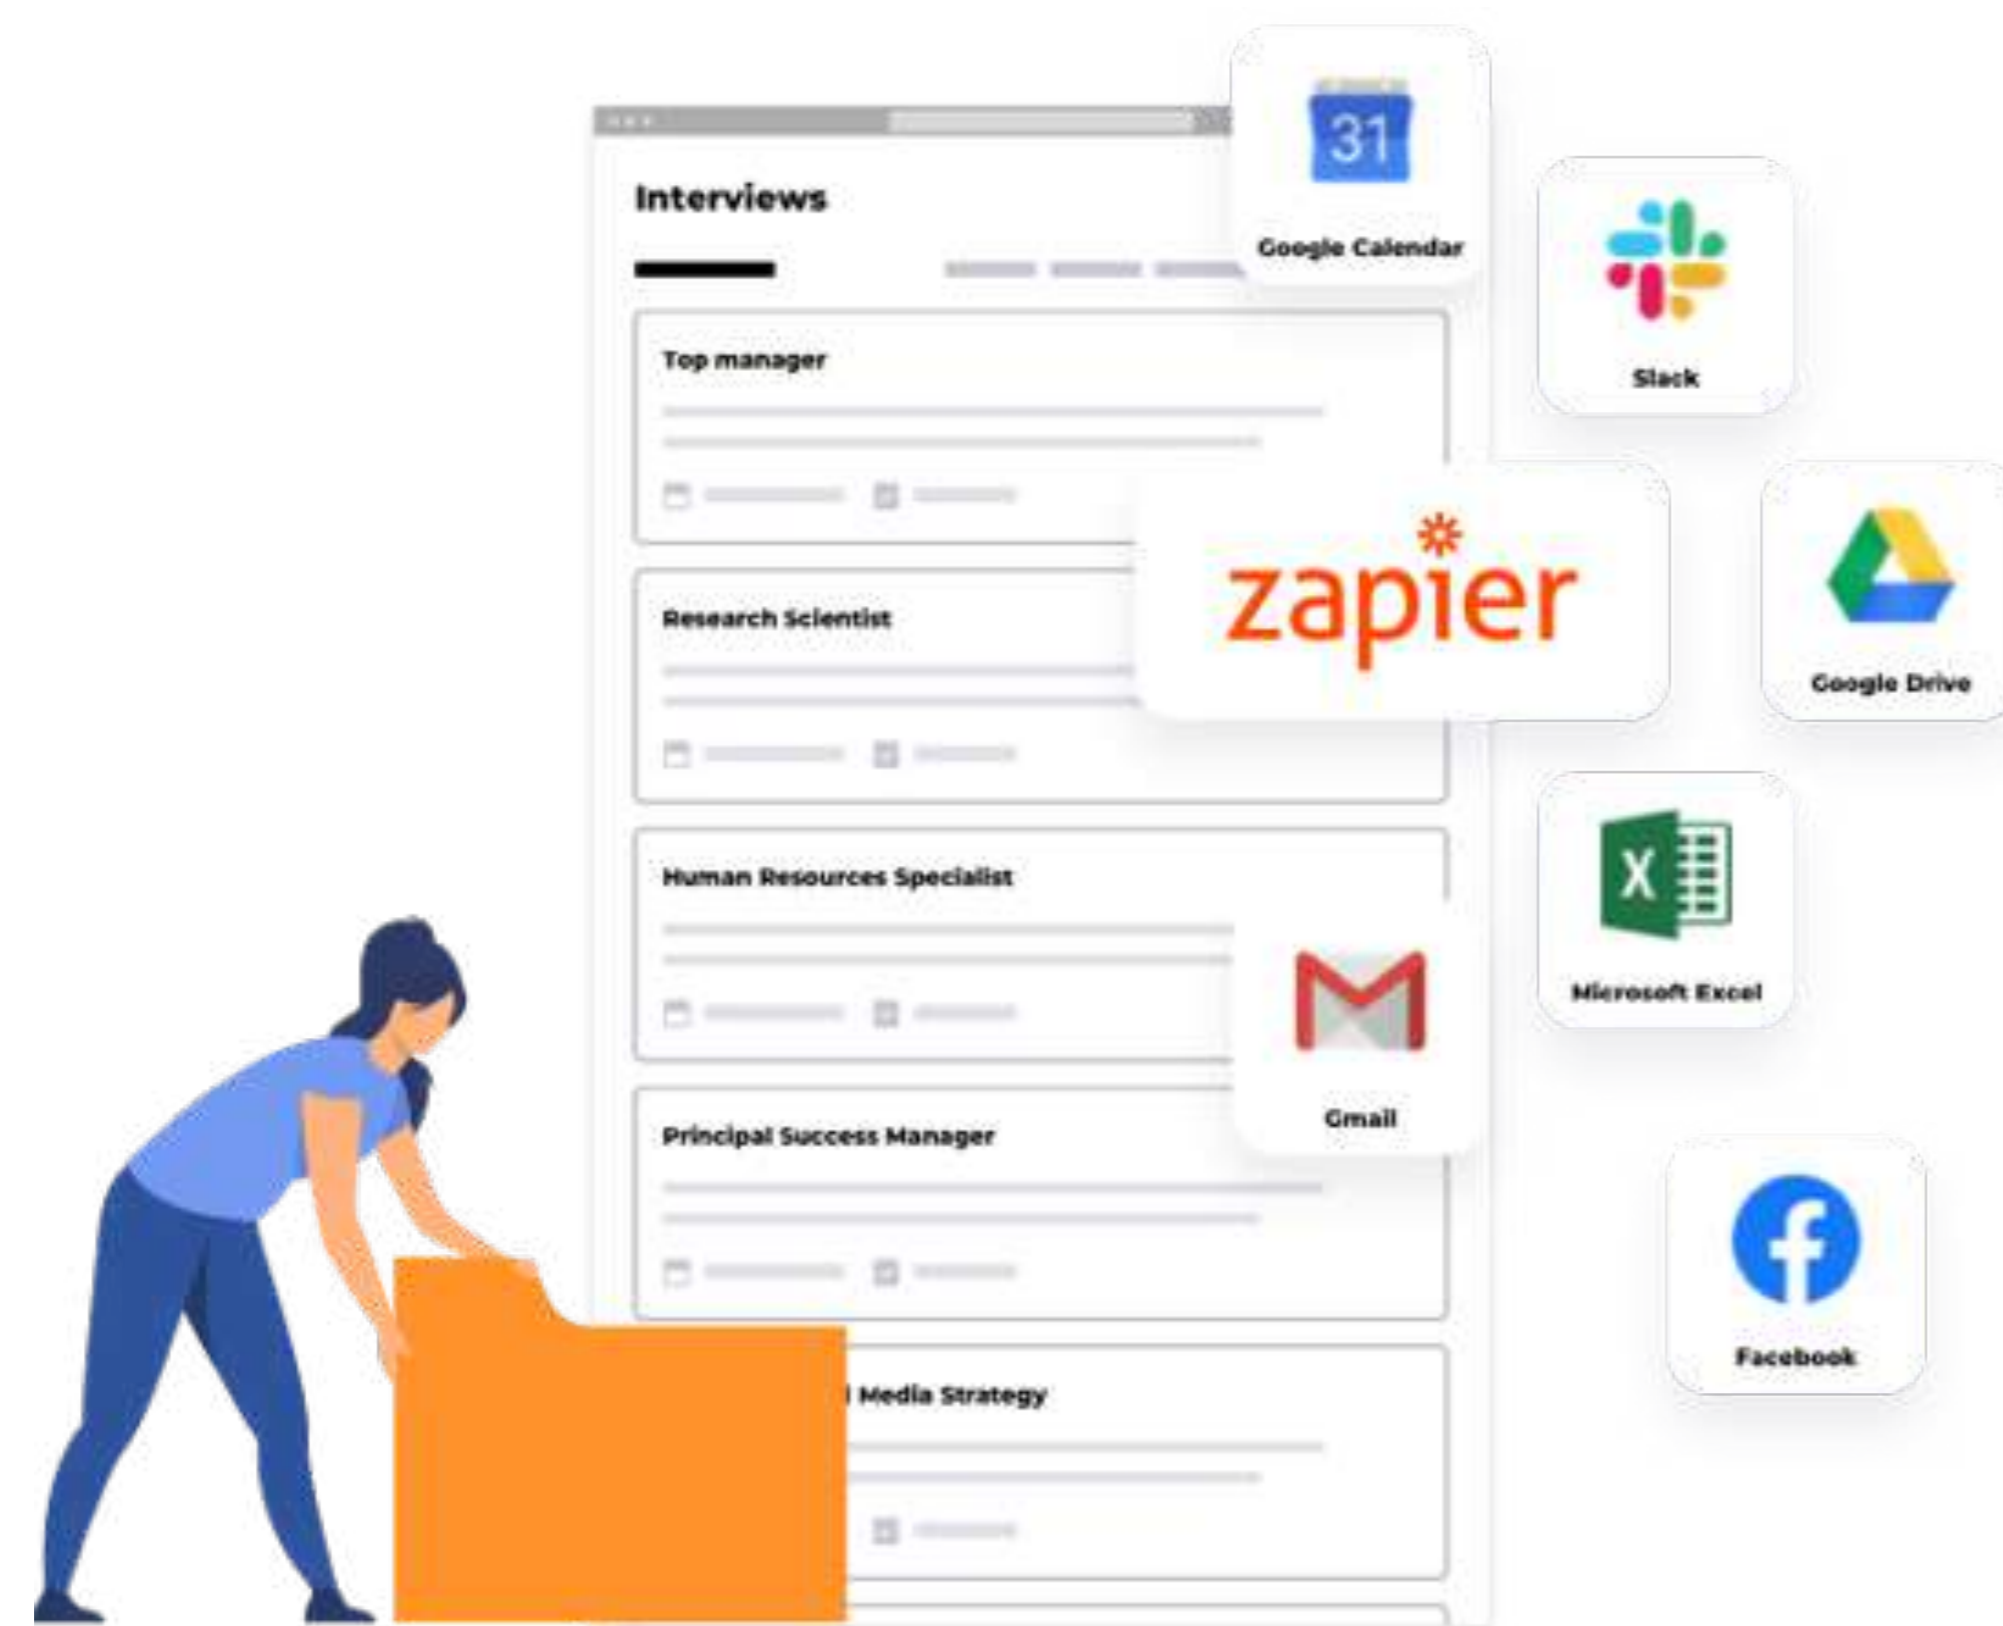 31
Interviews
Google Calendar
Slack
Top manager
zapier
Research Scientist
Google Drive
Human Resources Specialist
X
Microsoft Excel
Gmail
Principal Success Manager
f
Facebook
Media Strategy